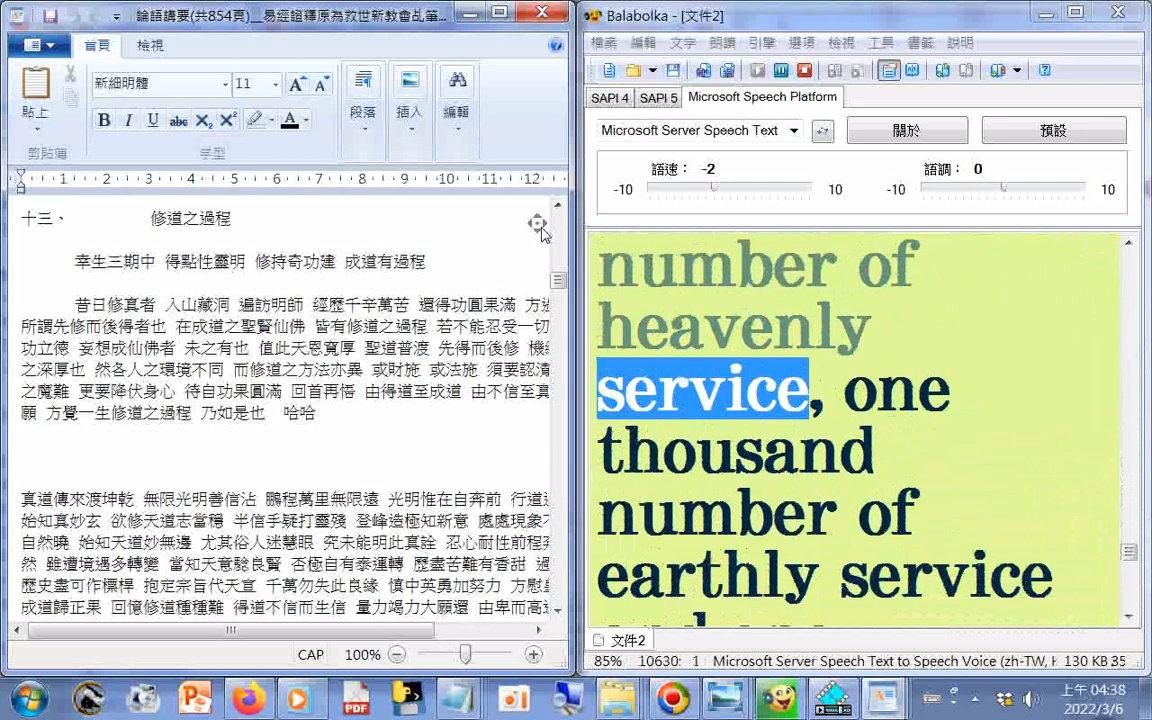 論語講要(共854頁)__易經證釋原為救世新教會乩筆...
首頁 檢視
新細明體 11
貼上
段落 插入 編輯
剪貼簿 字型
1 2 3 4 5 6 7 8 9 10 11 12
十三、 修道之過程
幸生三期中 得點性靈明 修持奇功建 成道有過程
昔日修真者 入山藏洞 遍訪明師 經歷千辛萬苦 還得功圓果滿 方
所謂先修而後得者也 在成道之聖賢仙佛 皆有修道之過程 若不能忍受一切
功立德 妄想成仙佛者 未之有也 值此天恩寬厚 聖道普渡 先得而後修
之深厚也 然各人之環境不同 而修道之方法亦異 或財施 或法施 須要認清
之魔難 更要降伏身心 待自功果圓滿 回首再悟 由得道至成道 由不信至真
願 方覺一生修道之過程 乃如是也 哈哈
真道傳來渡坤乾 無限光明善信沾 鵬程萬里無限遠 光明惟在自奔前 行道
始知真妙玄 欲修天道志當穩 半信乎疑打靈殘 登峰造極知新意 處處現象
自然曉 始知天道妙無邊 尤其俗人迷慧眼 究未能明此真詮 忍心耐性前程
然 雖遭境遇多轉變 當知天意騐良賢 否極自有泰運轉 歷盡苦難有香甜
歷史盡可作標桿 抱定宗旨代天宣 千萬勿失此良緣 慎中英勇加努力 方慰
成道歸正果 回憶修道種種難 得道不信而生信 量力竭力大願還 由卑而高
CAP 100%
Balabolka - [文件2]
檔案 編輯 文字 朗讀 引擎 選項 檢視 工具 書籤 說明
SAPI 4 SAPI 5 Microsoft Speech Platform
Microsoft Server Speech Text 關於 預設
語速： -2 語調： 0
-10 10 -10 10
number of
heavenly
service, one
thousand
number of
earthly service
文件2
85% 10630: 1 Microsoft Server Speech Text to Speech Voice (zh-TW, H 130 KB
上午 04:38
2022/3/6